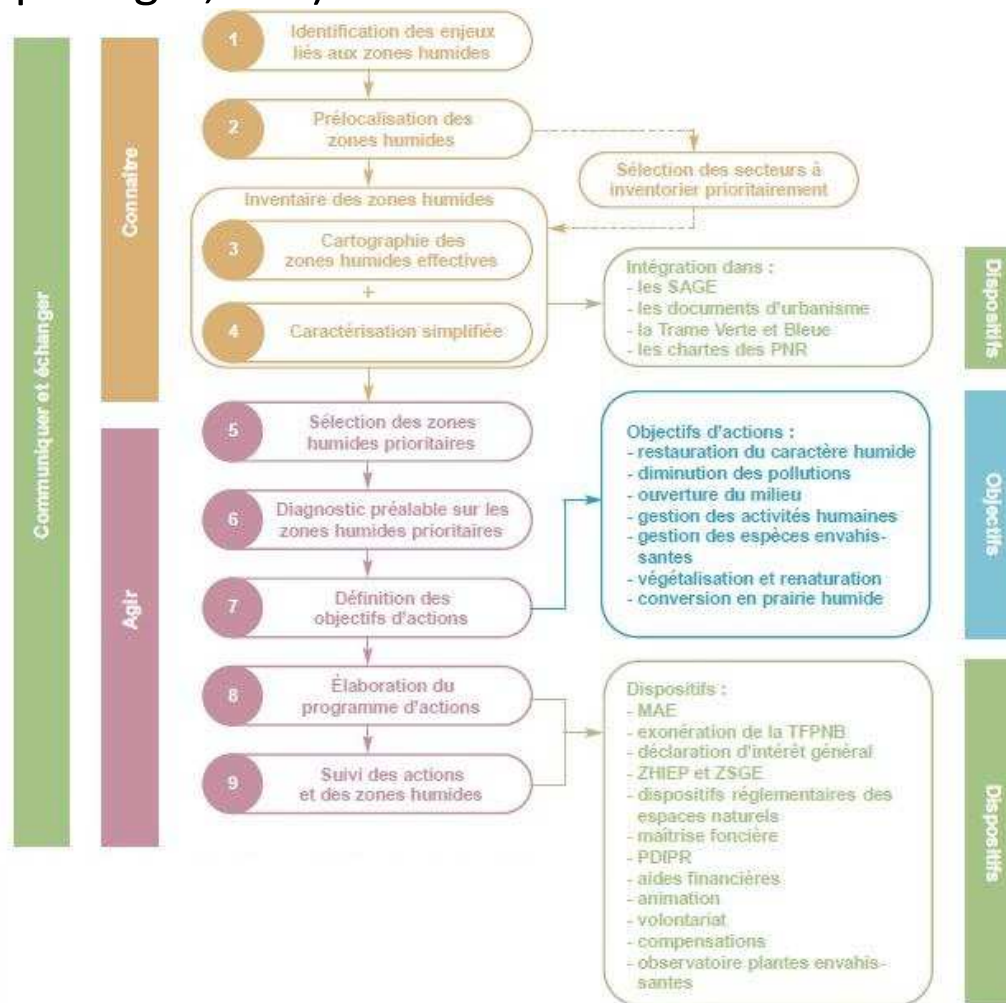 Communiquer et échanger
Connaître
1
Identification des enjeux
liés aux zones humides
2
Prélocalisation des
zones humides
Sélection des secteurs à
inventorier prioritairement
Inventaire des zones humides
3
Cartographie des
zones humides effectives
+
4
Caractérisation simplifiée
Intégration dans :
- les SAGE
- les documents d'urbanisme
- la Trame Verte et Bleue
- les chartes des PNR
Dispositifs
Agir
5
Sélection des zones
humides prioritaires
6
Diagnostic préalable sur les
zones humides prioritaires
7
Définition des
objectifs d'actions
Objectifs d'actions :
- restauration du caractère humide
- diminution des pollutions
- ouverture du milieu
- gestion des activités humaines
- gestion des espèces envahis-
santes
- végétalisation et renaturation
- conversion en prairie humide
Objectifs
8
Élaboration du
programme d'actions
9
Suivi des actions
et des zones humides
Dispositifs :
- MAE
- exonération de la TFPNB
- déclaration d'intérêt général
- ZHIEP et ZSGE
- dispositifs réglementaires des
espaces naturels
- maîtrise foncière
- PDIPR
- aides financières
- animation
- volontariat
- compensations
- observatoire plantes envahis-
santes
Dispositifs